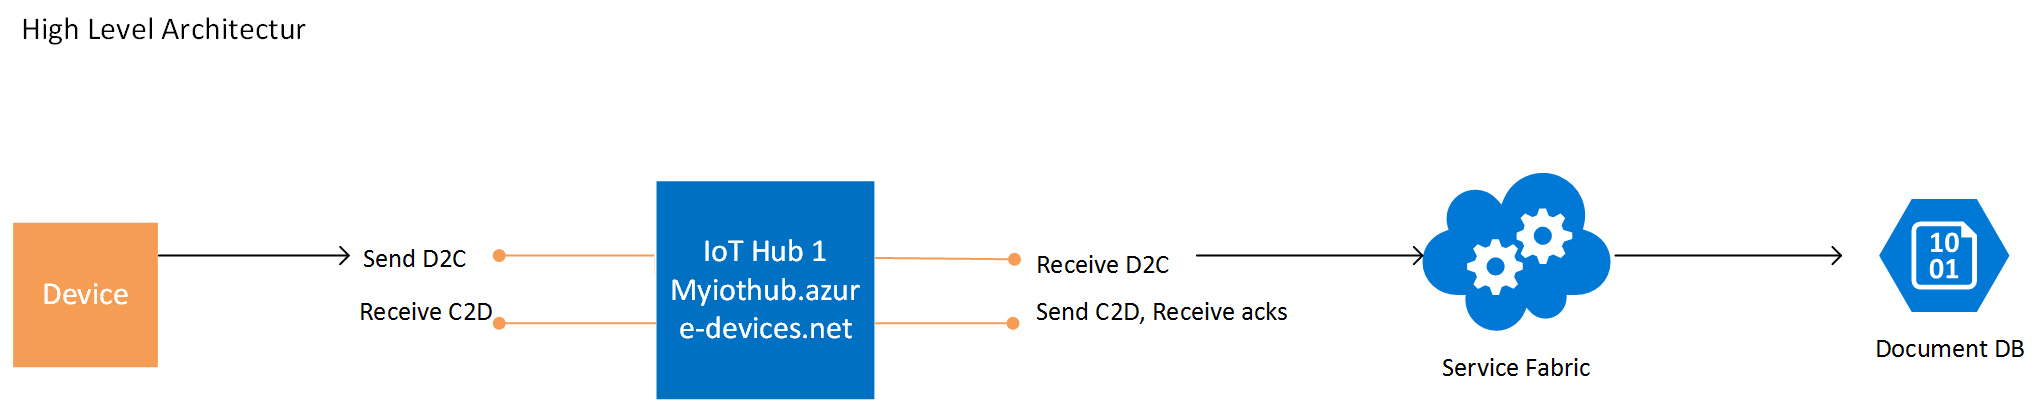 High Level Architectur
Device
Send D2C
Receive C2D
IoT Hub 1
Myiothub.azur
e-devices.net
Receive D2C
Send C2D, Receive acks
Service Fabric
10
01
Document DB